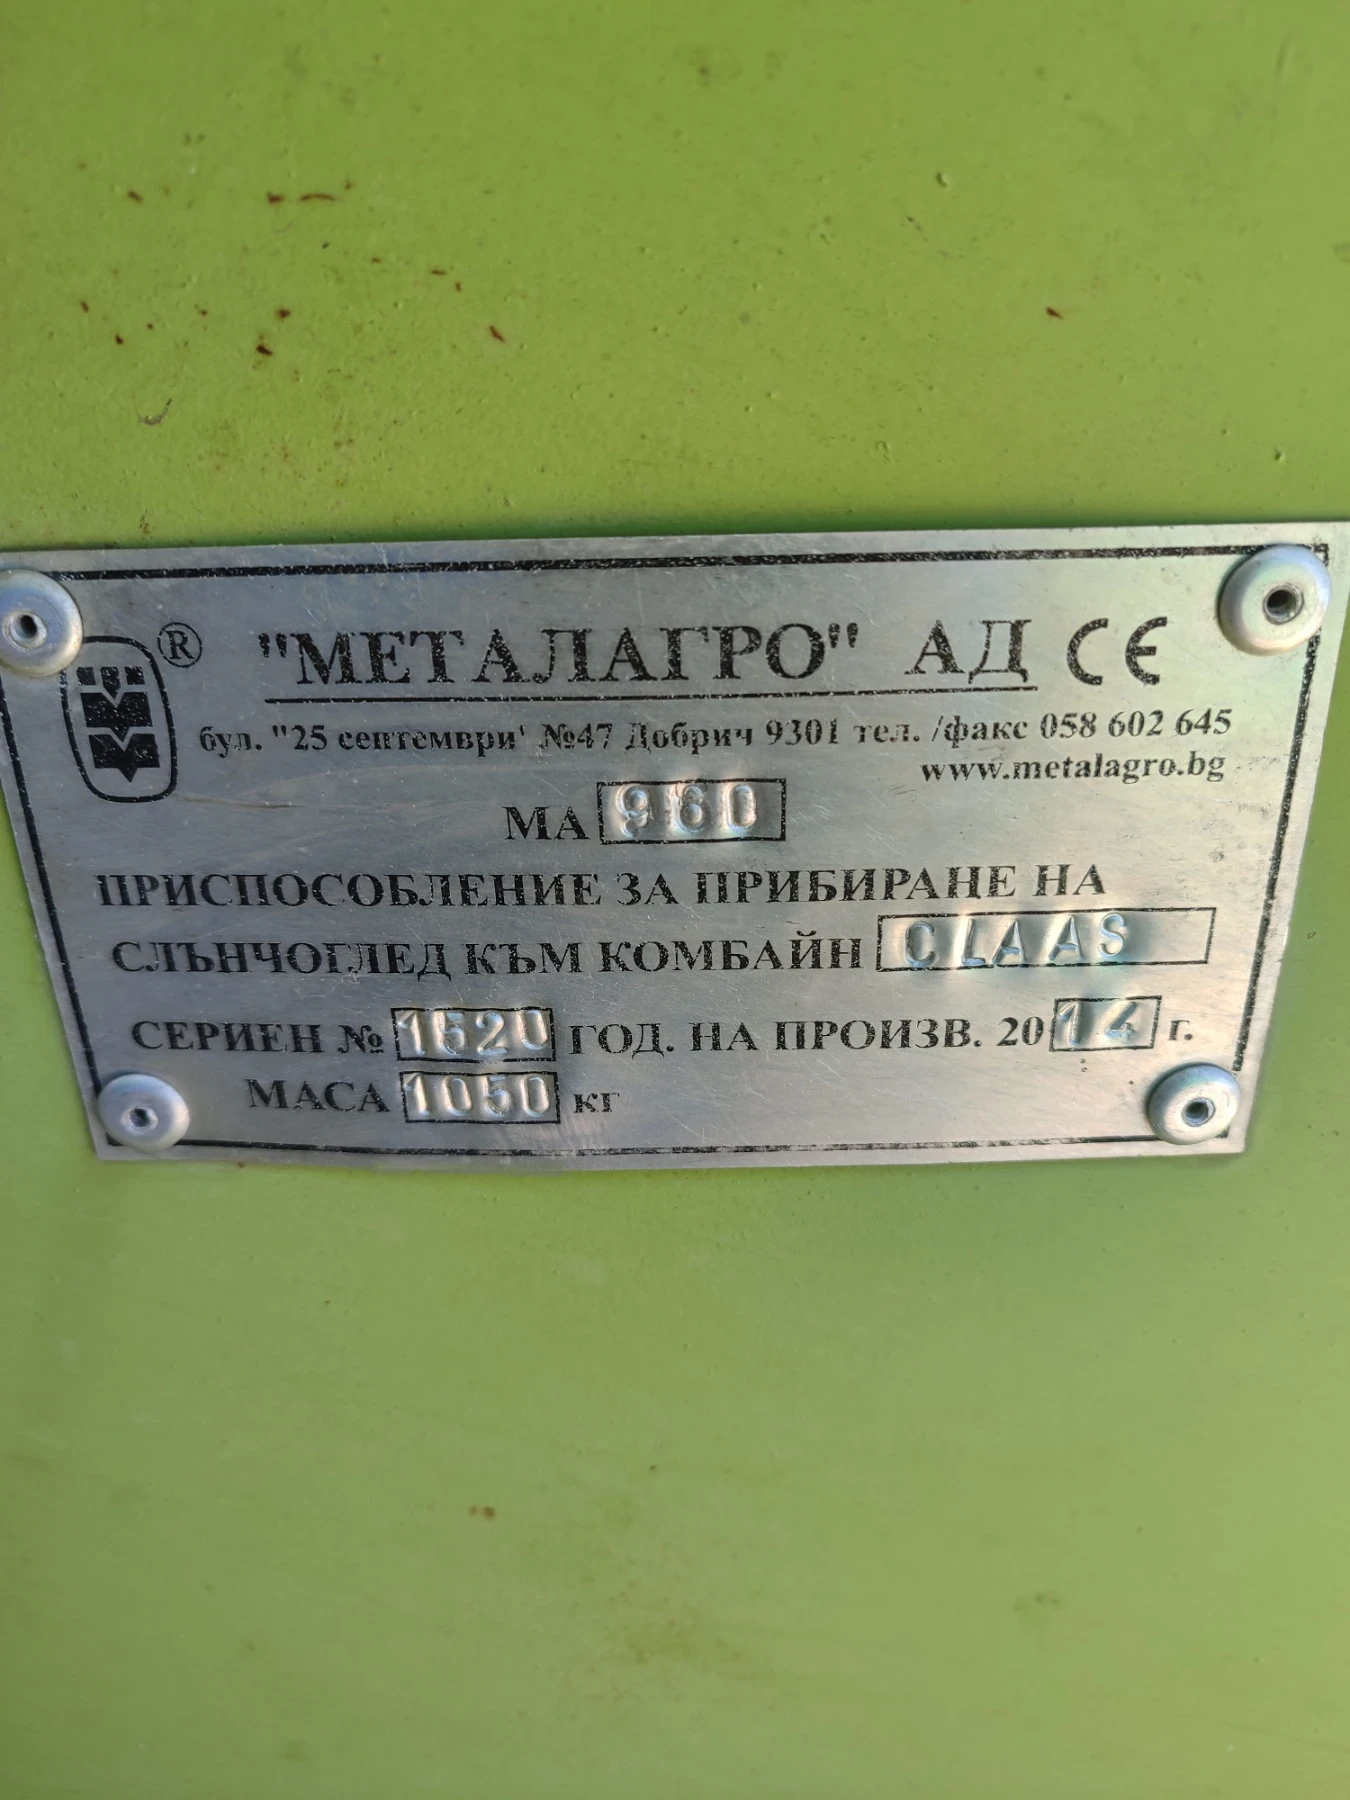 ® "МЕТАЛАГРО" АД CE
бул. "25 септември' №47 Добрич 9301 тел. /факс 058 602 645
www.metalagro.bg
МА 960
ПРИСПОСОБЛЕНИЕ ЗА ПРИБИРАНЕ НА
СЛЪНЧОГЛЕД КЪМ КОМБАЙН CLAAS
СЕРИЕН № 1520 ГОД. НА ПРОИЗВ. 2014 г.
МАСА 1050 кг